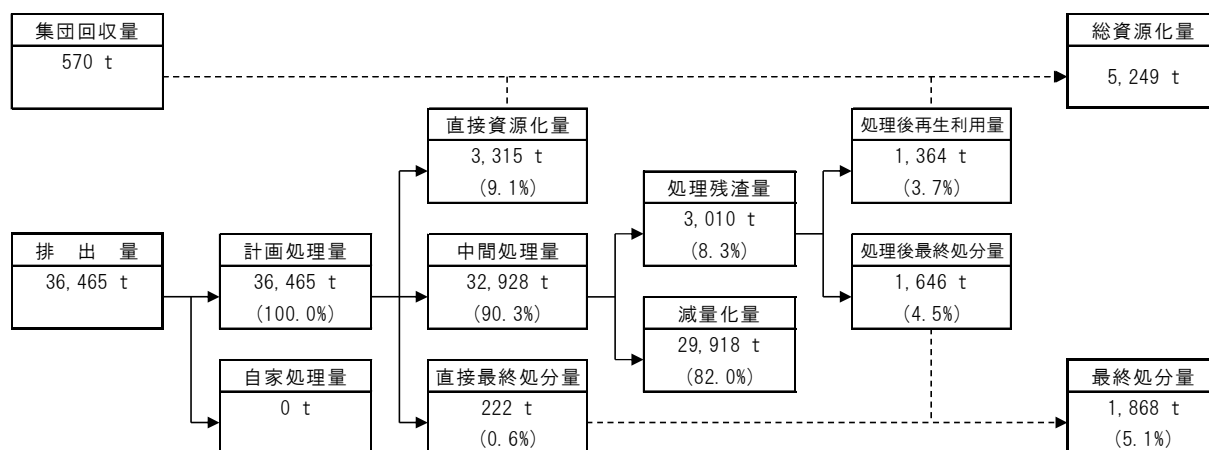 集団回収量
570 t
総資源化量
5,249 t
直接資源化量
3,315 t
(9.1%)
処理後再生利用量
1,364 t
(3.7%)
処理残渣量
3,010 t
(8.3%)
排 出 量
36,465 t
計画処理量
36,465 t
(100.0%)
中間処理量
32,928 t
(90.3%)
処理後最終処分量
1,646 t
(4.5%)
減量化量
29,918 t
(82.0%)
自家処理量
0 t
直接最終処分量
222 t
(0.6%)
最終処分量
1,868 t
(5.1%)